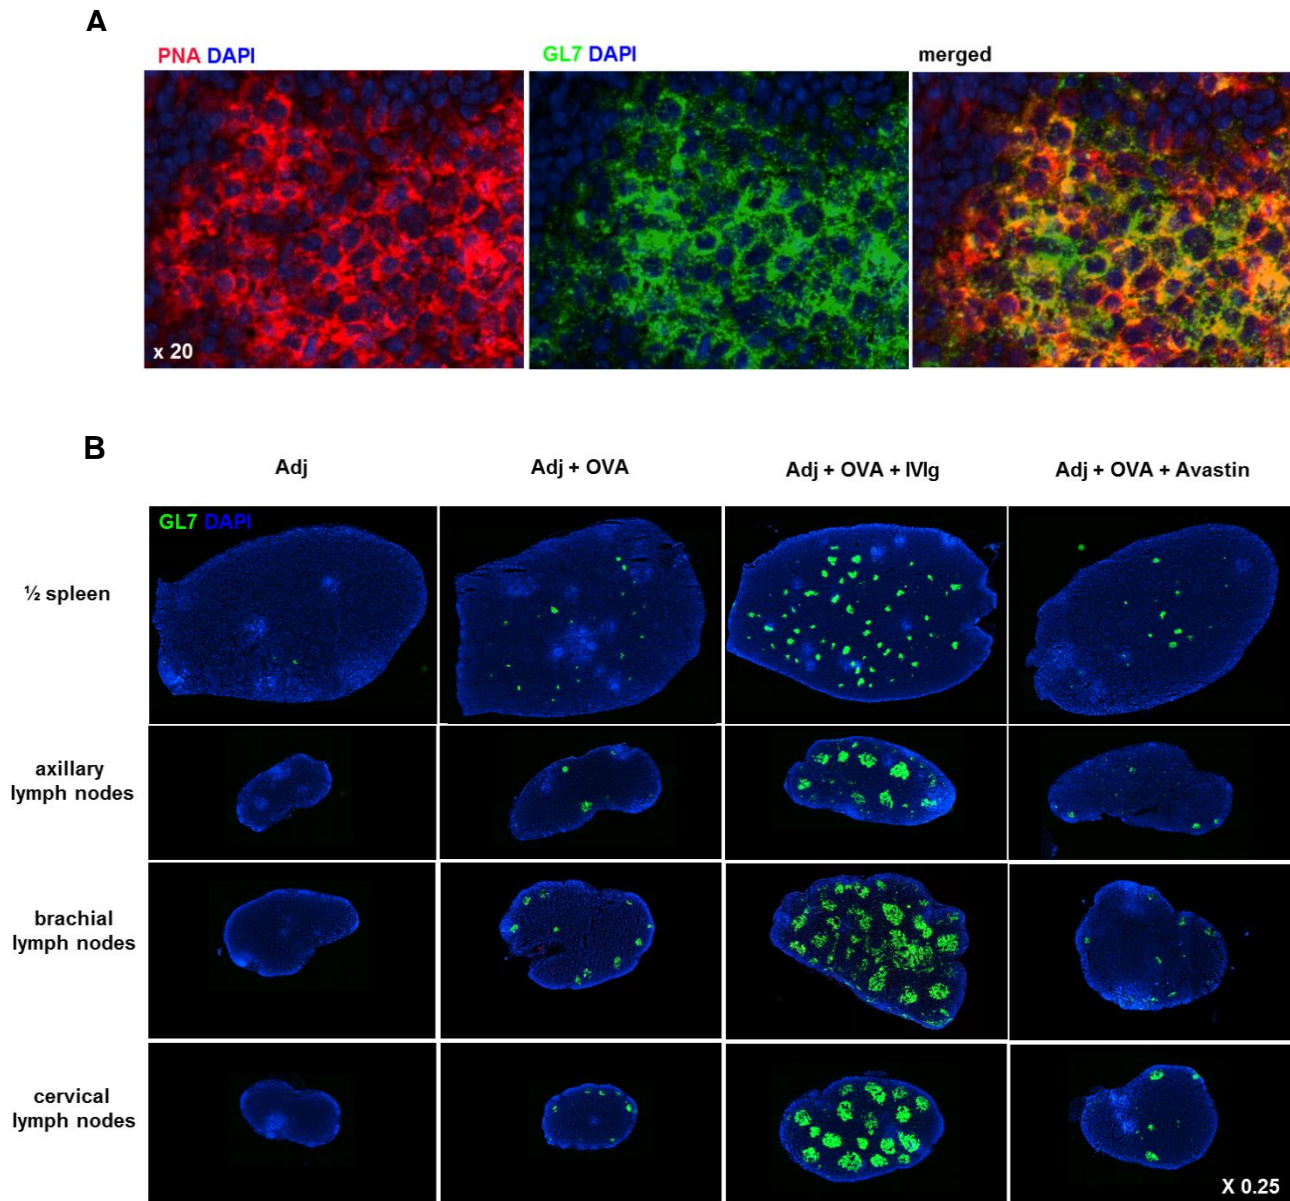 A
PNA DAPI
GL7 DAPI
merged
x 20
B
Adj
Adj + OVA
Adj + OVA + IVIg
Adj + OVA + Avastin
GL7 DAPI
½ spleen
axillary
lymph nodes
brachial
lymph nodes
cervical
lymph nodes
X 0.25